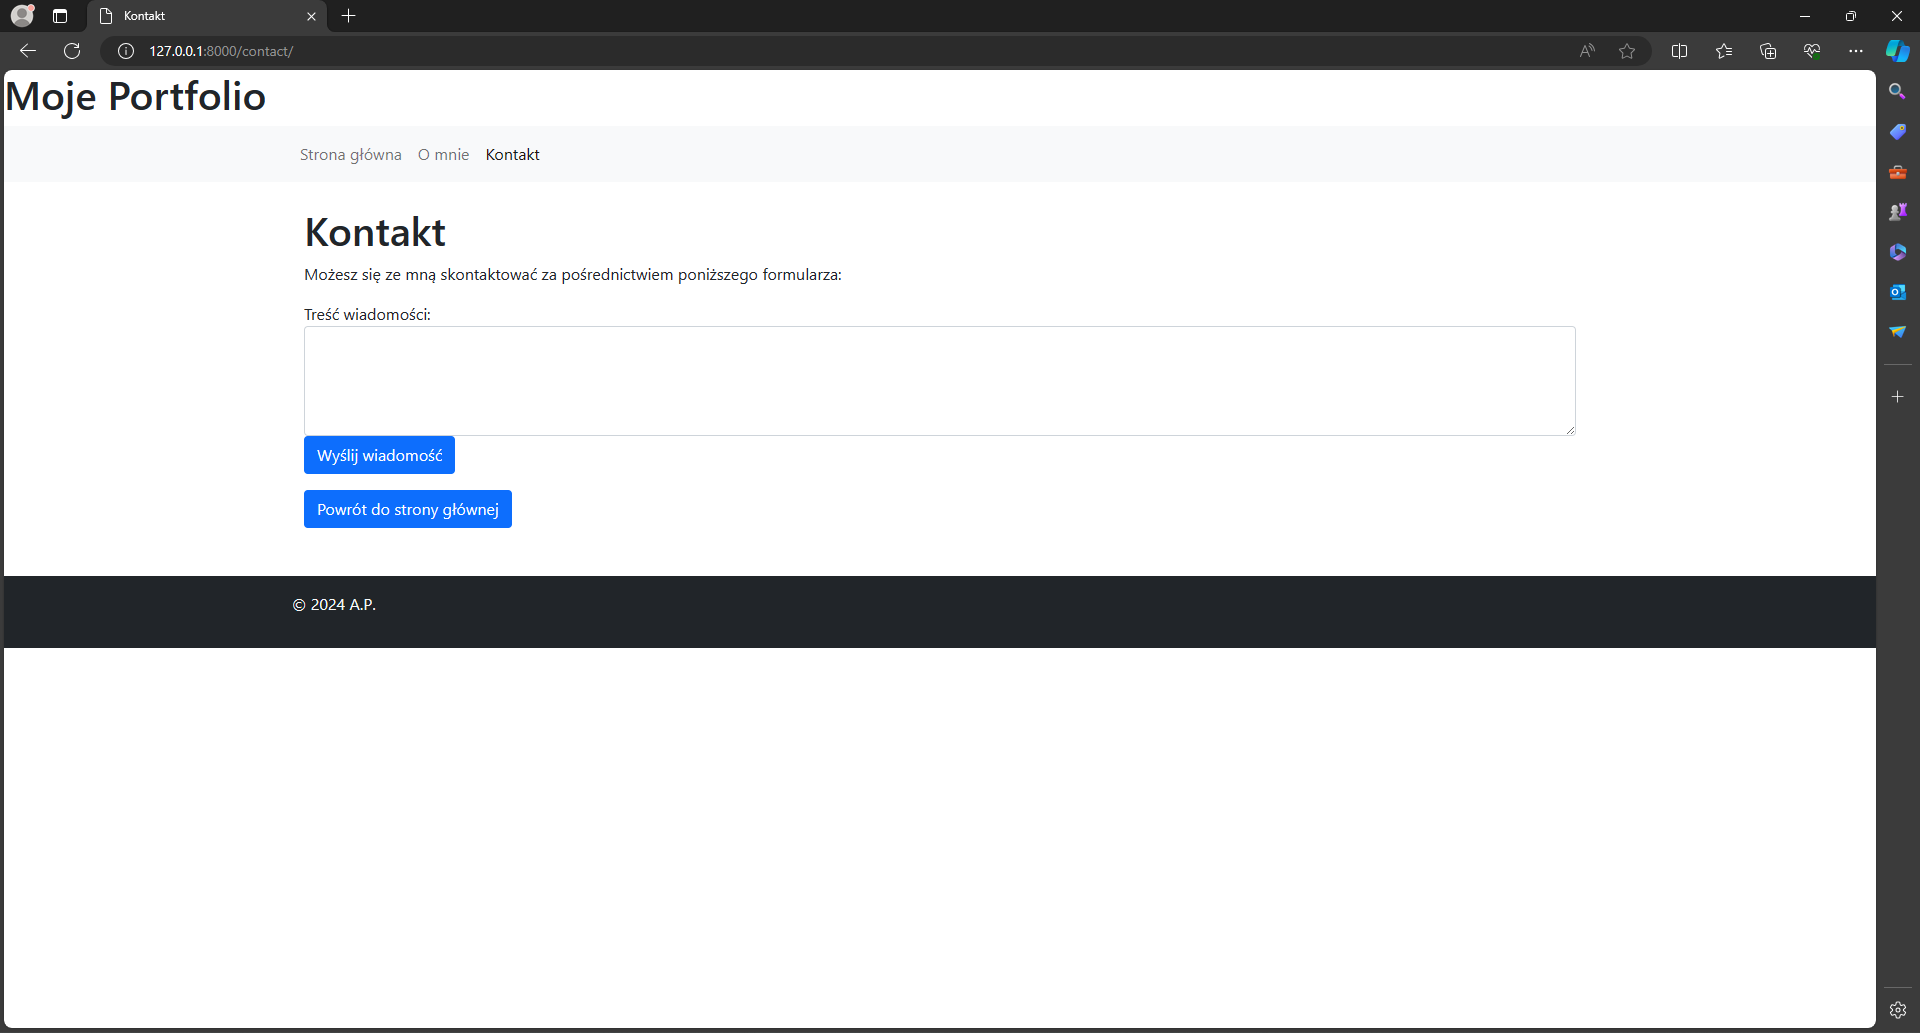 Kontakt
127.0.0.1:8000/contact/
Moje Portfolio
Strona główna O mnie Kontakt
Kontakt
Możesz się ze mną skontaktować za pośrednictwiem poniższego formularza:
Treść wiadomości:
Wyślij wiadomość
Powrót do strony głównej
© 2024 A.P.